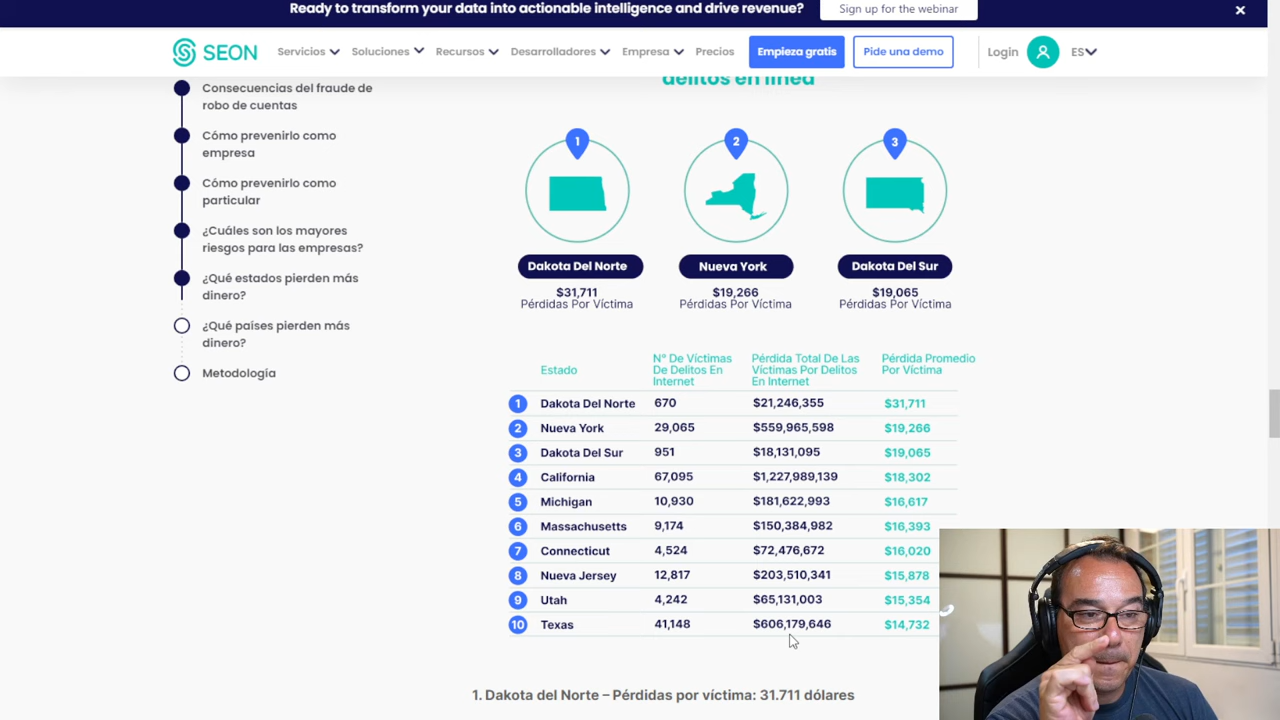 Ready to transform your data into actionable intelligence and drive revenue?
Sign up for the webinar
SEON
Servicios
Soluciones
Recursos
Desarrolladores
Empresa
Precios
Empieza gratis
Pide una demo
Login
ES
Consecuencias del fraude de
robo de cuentas
Cómo prevenirlo como
empresa
Cómo prevenirlo como
particular
¿Cuáles son los mayores
riesgos para las empresas?
¿Qué estados pierden más
dinero?
¿Qué países pierden más
dinero?
Metodología
delitos en línea
1
2
3
Dakota Del Norte
Nueva York
Dakota Del Sur
$31,711
Pérdidas Por Víctima
$19,266
Pérdidas Por Víctima
$19,065
Pérdidas Por Víctima
Estado
N° De Víctimas
De Delitos En
Internet
Pérdida Total De Las
Víctimas Por Delitos
En Internet
Pérdida Promedio
Por Víctima
1 Dakota Del Norte 670 $21,246,355 $31,711
2 Nueva York 29,065 $559,965,598 $19,266
3 Dakota Del Sur 951 $18,131,095 $19,065
4 California 67,095 $1,227,989,139 $18,302
5 Michigan 10,930 $181,622,993 $16,617
6 Massachusetts 9,174 $150,384,982 $16,393
7 Connecticut 4,524 $72,476,672 $16,020
8 Nueva Jersey 12,817 $203,510,341 $15,878
9 Utah 4,242 $65,131,003 $15,354
10 Texas 41,148 $606,179,646 $14,732
1. Dakota del Norte – Pérdidas por víctima: 31.711 dólares